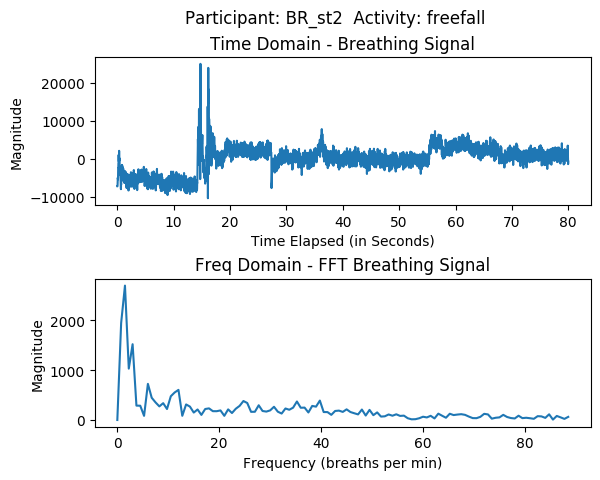 Participant: BR_st2  Activity: freefall
Time Domain - Breathing Signal
Magnitude
20000
10000
0
−10000
0 10 20 30 40 50 60 70 80
Time Elapsed (in Seconds)
Freq Domain - FFT Breathing Signal
Magnitude
2000
1000
0
0 20 40 60 80
Frequency (breaths per min)